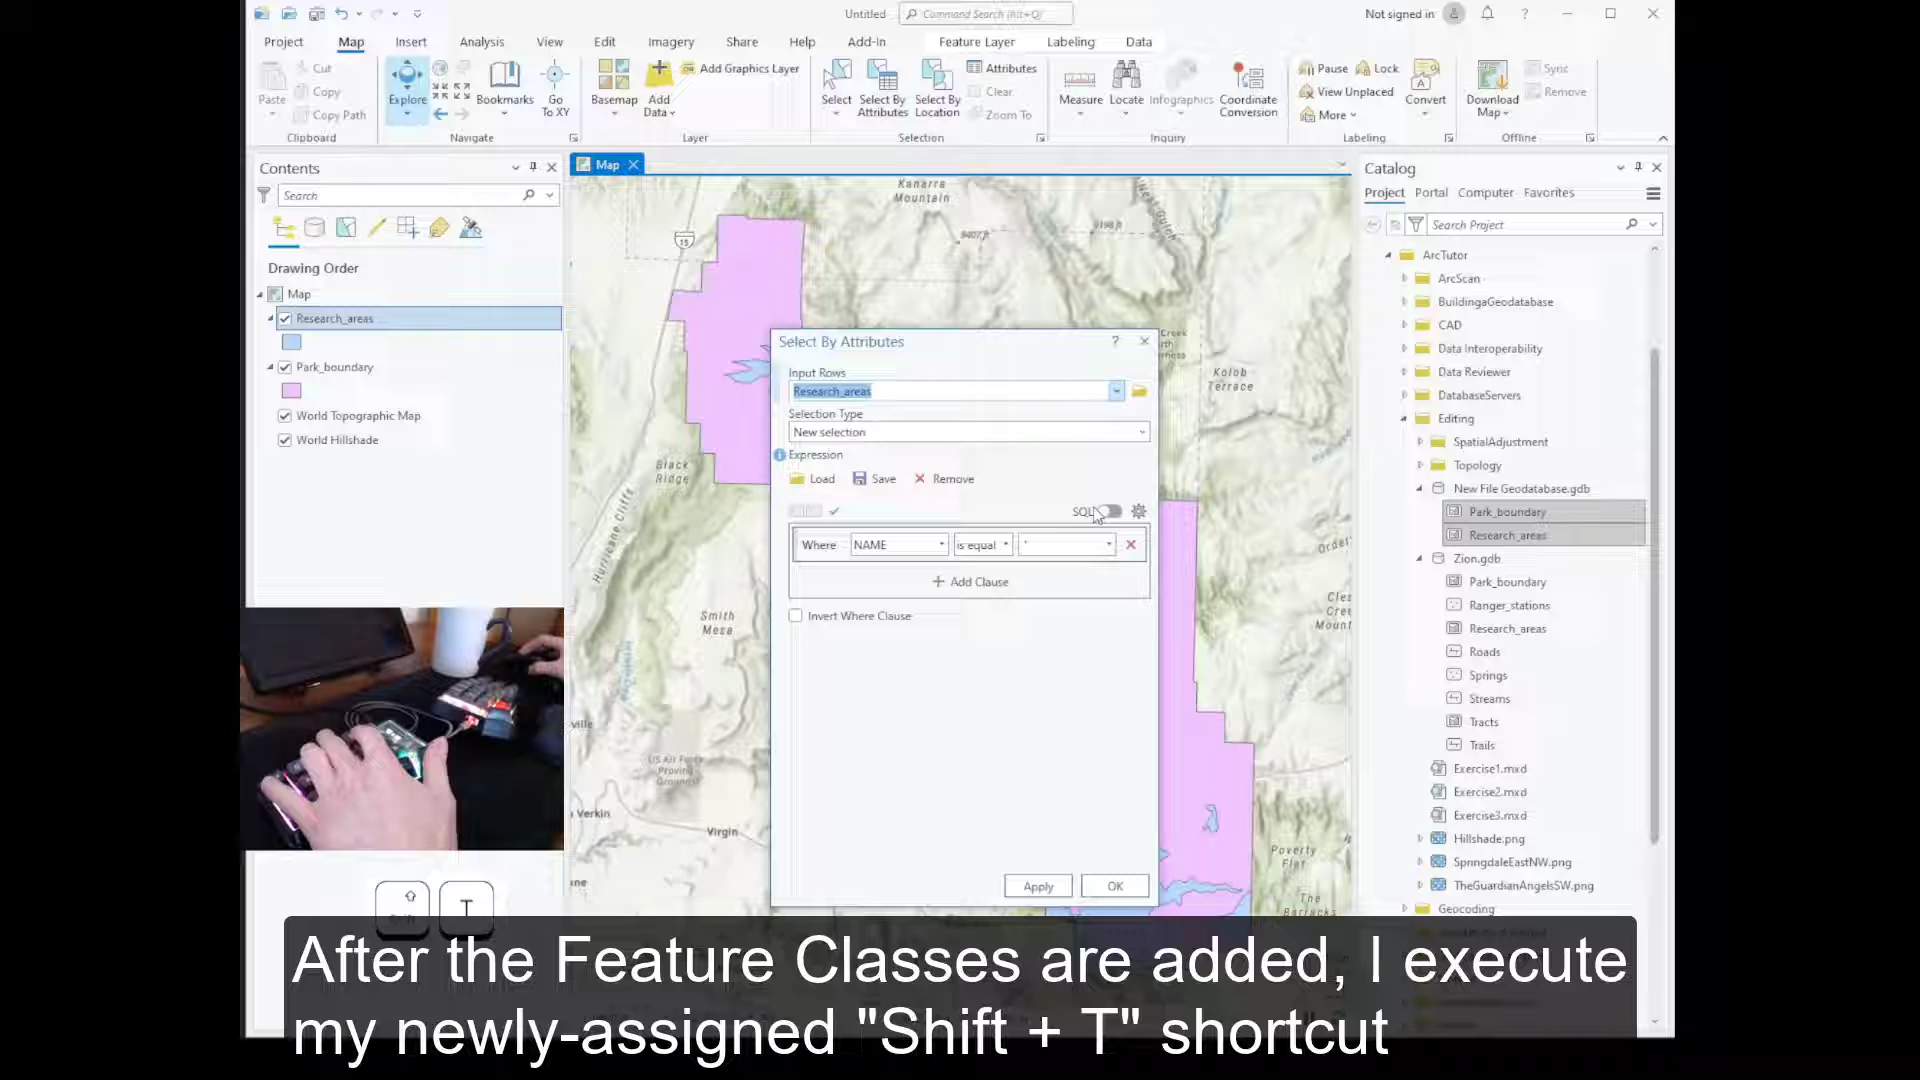 Untitled
Command Search (Alt+Q)
Not signed in
?
Project
Map
Insert
Analysis
View
Edit
Imagery
Share
Help
Add-In
Feature Layer
Labeling
Data
Paste
Cut
Copy
Copy Path
Clipboard
Explore
Bookmarks
Go To XY
Navigate
Basemap
Add Data
Add Graphics Layer
Layer
Select
Select By Attributes
Select By Location
Attributes
Clear
Zoom To
Selection
Measure
Locate
Infographics
Coordinate Conversion
Inquiry
Pause
Lock
View Unplaced
More
Convert
Labeling
Download Map
Sync
Remove
Offline
Contents
Search
Drawing Order
Map
Research_areas
Park_boundary
World Topographic Map
World Hillshade
Map
Kanarra
Mountain
15
Black
Ridge
Hurricane Cliffs
Smith
Mesa
Virgin
Kolob
Terrace
Poverty
Flat
The
Barracks
Select By Attributes
?
Input Rows
Research_areas
Selection Type
New selection
Expression
Load
Save
Remove
SQL
Where
NAME
is equal
Add Clause
Invert Where Clause
Apply
OK
Catalog
Project
Portal
Computer
Favorites
Search Project
ArcTutor
ArcScan
BuildingaGeodatabase
CAD
Data Interoperability
Data Reviewer
DatabaseServers
Editing
SpatialAdjustment
Topology
New File Geodatabase.gdb
Park_boundary
Research_areas
Zion.gdb
Park_boundary
Ranger_stations
Research_areas
Roads
Springs
Streams
Tracts
Trails
Exercise1.mxd
Exercise2.mxd
Exercise3.mxd
Hillshade.png
SpringdaleEastNW.png
TheGuardianAngelsSW.png
Geocoding
T
After the Feature Classes are added, I execute
my newly-assigned "Shift + T" shortcut